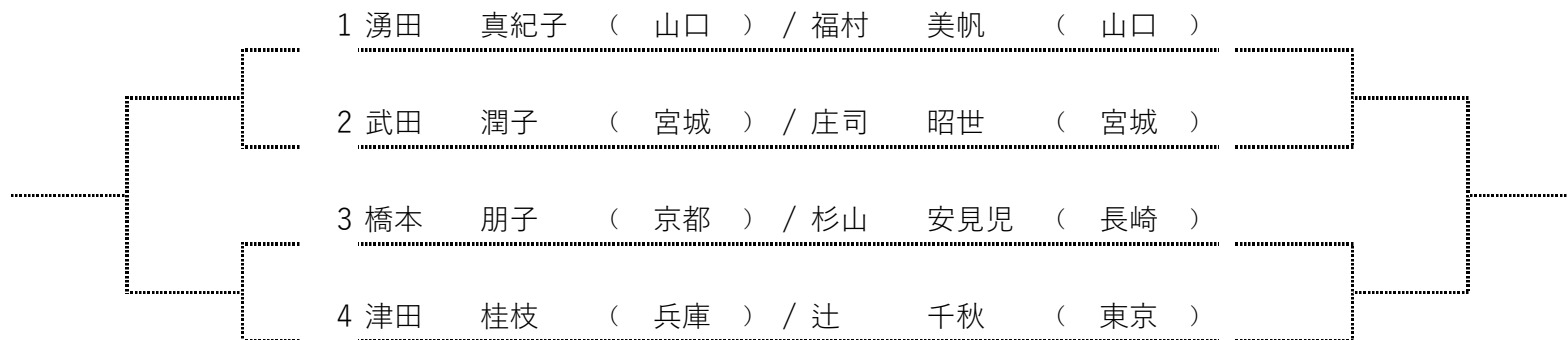 1 湧田 真紀子 （ 山口 ） / 福村 美帆 （ 山口 ）
2 武田 潤子 （ 宮城 ） / 庄司 昭世 （ 宮城 ）
3 橋本 朋子 （ 京都 ） / 杉山 安見児 （ 長崎 ）
4 津田 桂枝 （ 兵庫 ） / 辻 千秋 （ 東京 ）